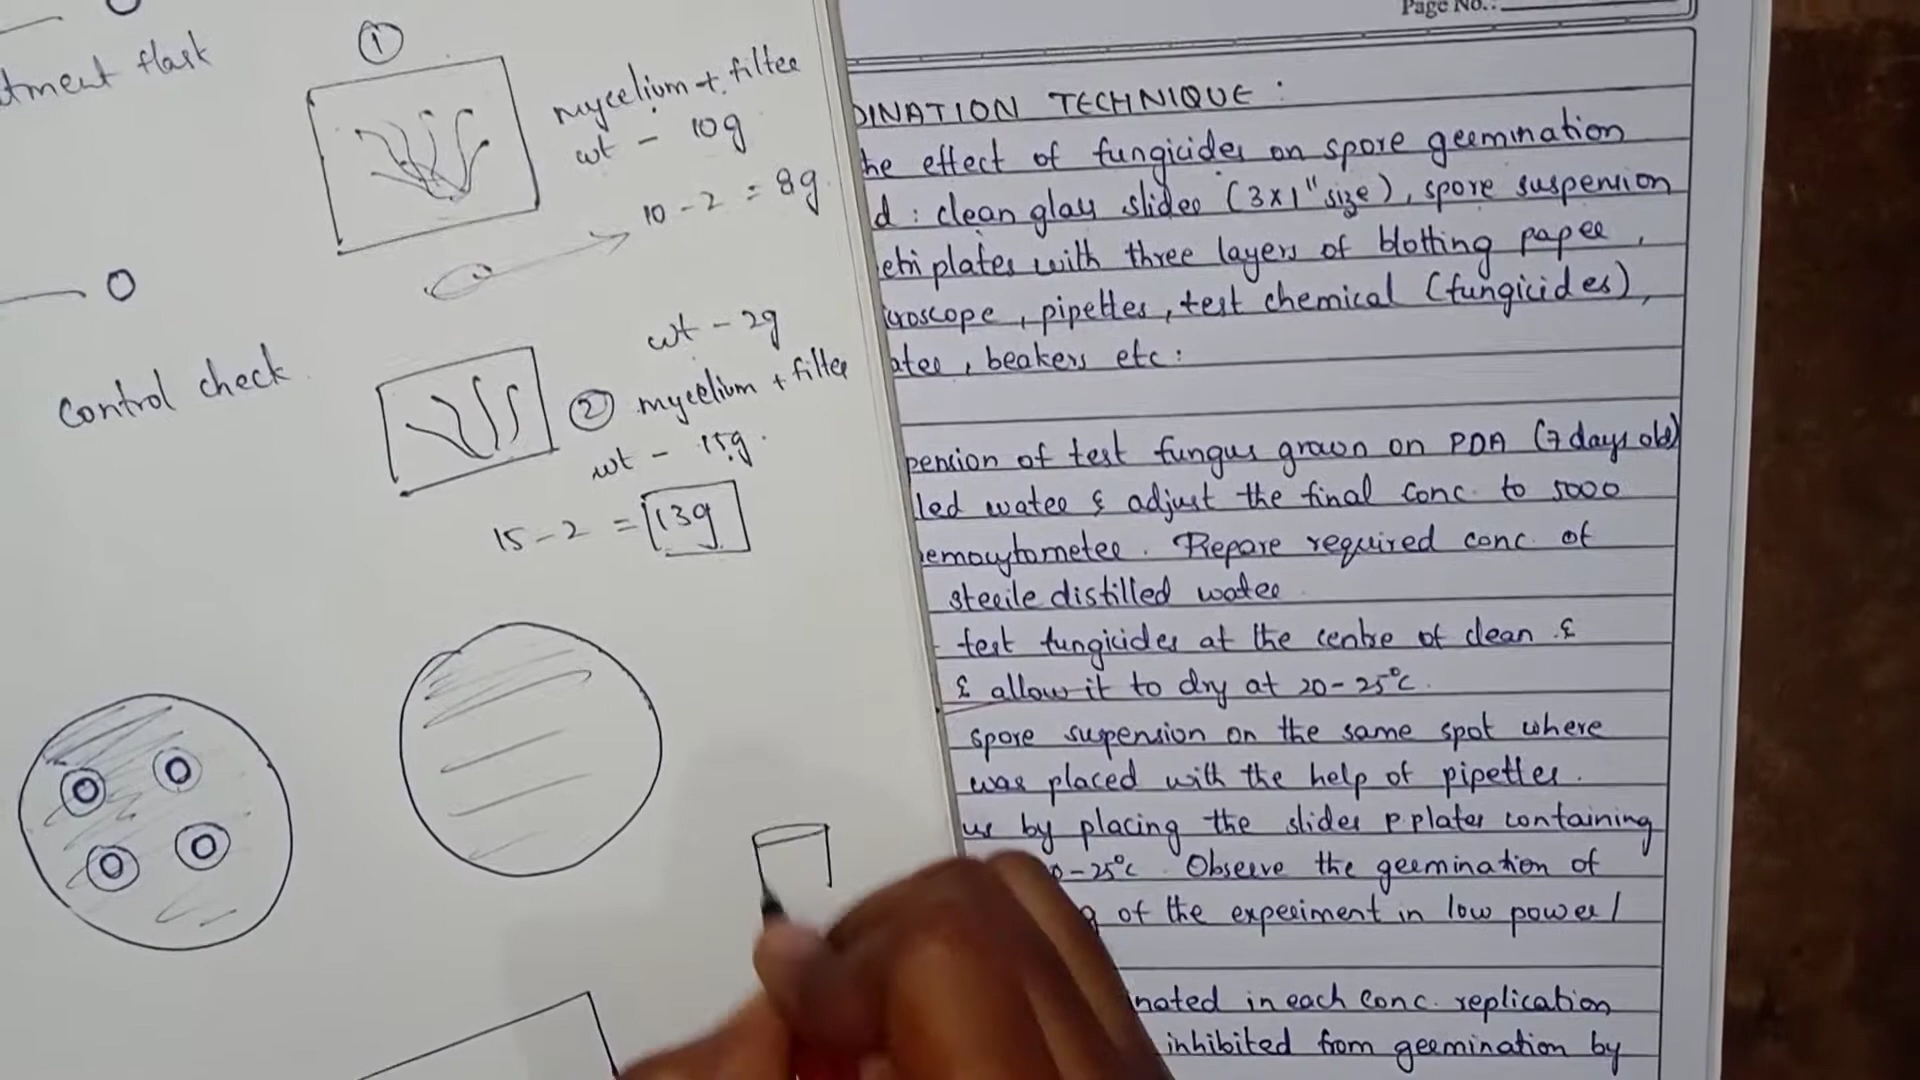 tment flask
①
mycelium + filter
wt - 10g
10 - 2 = 8g
wt - 2g
Control check
② mycelium + filter
wt - 15g
15 - 2 = 13g
Page No.:
INATION TECHNIQUE :
he effect of fungicides on spore germination
d : clean glass slides (3x1" size), spore suspension
etri plates with three layers of blotting paper,
croscope, pipettes, test chemical (fungicides),
ater, beakers etc:
pension of test fungus grown on PDA (7 days old)
led water & adjust the final conc. to 5000
emocytometer. Prepare required conc. of
sterile distilled water.
test fungicides at the centre of clean &
& allow it to dry at 20-25°c.
spore supension on the same spot where
was placed with the help of pipettes.
us by placing the slides p.plates containing
0-25°c. Observe the germination of
g of the experiment in low power/
nated in each conc. replication
inhibited from germination by